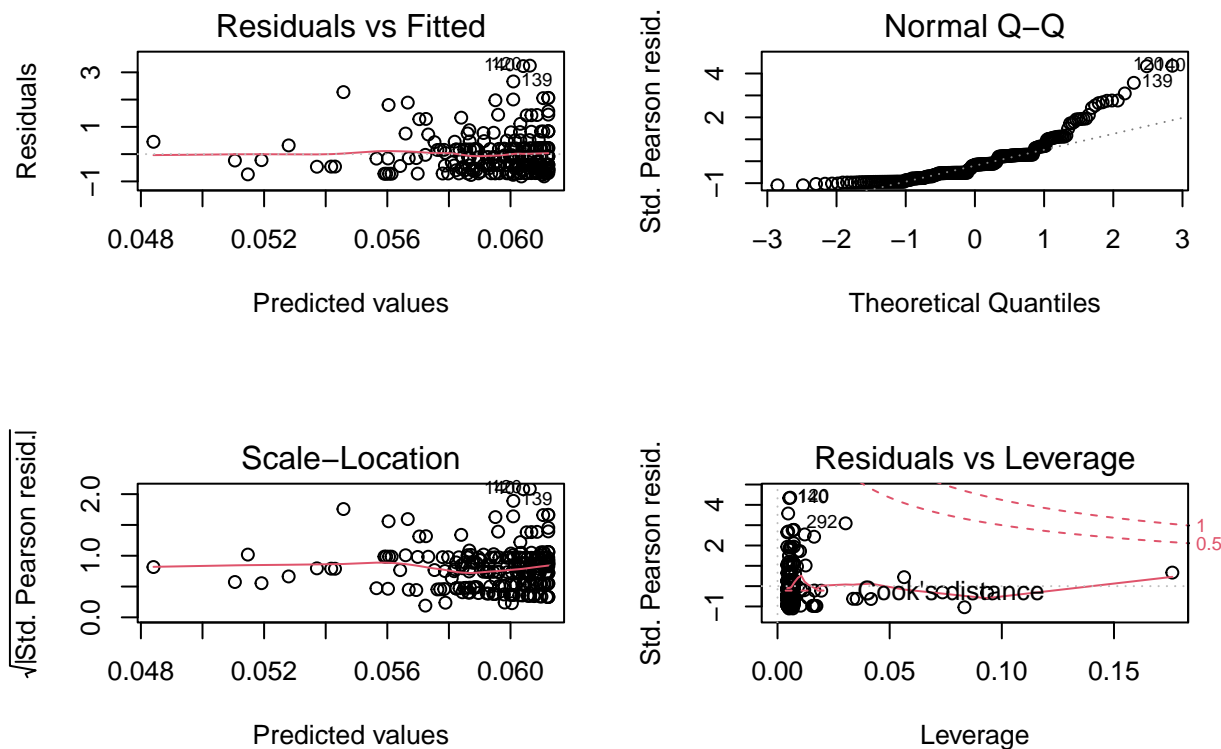 Residuals vs Fitted
Residuals
3
1
−1
139
0.048
0.052
0.056
0.060
Predicted values
Normal Q−Q
Std. Pearson resid.
4
2
−1
139
−3
−2
−1
0
1
2
3
Theoretical Quantiles
Scale−Location
√|Std. Pearson resid.|
2.0
1.0
0.0
139
0.048
0.052
0.056
0.060
Predicted values
Residuals vs Leverage
Std. Pearson resid.
4
2
−1
292
1
0.5
Cook's distance
0.00
0.05
0.10
0.15
Leverage